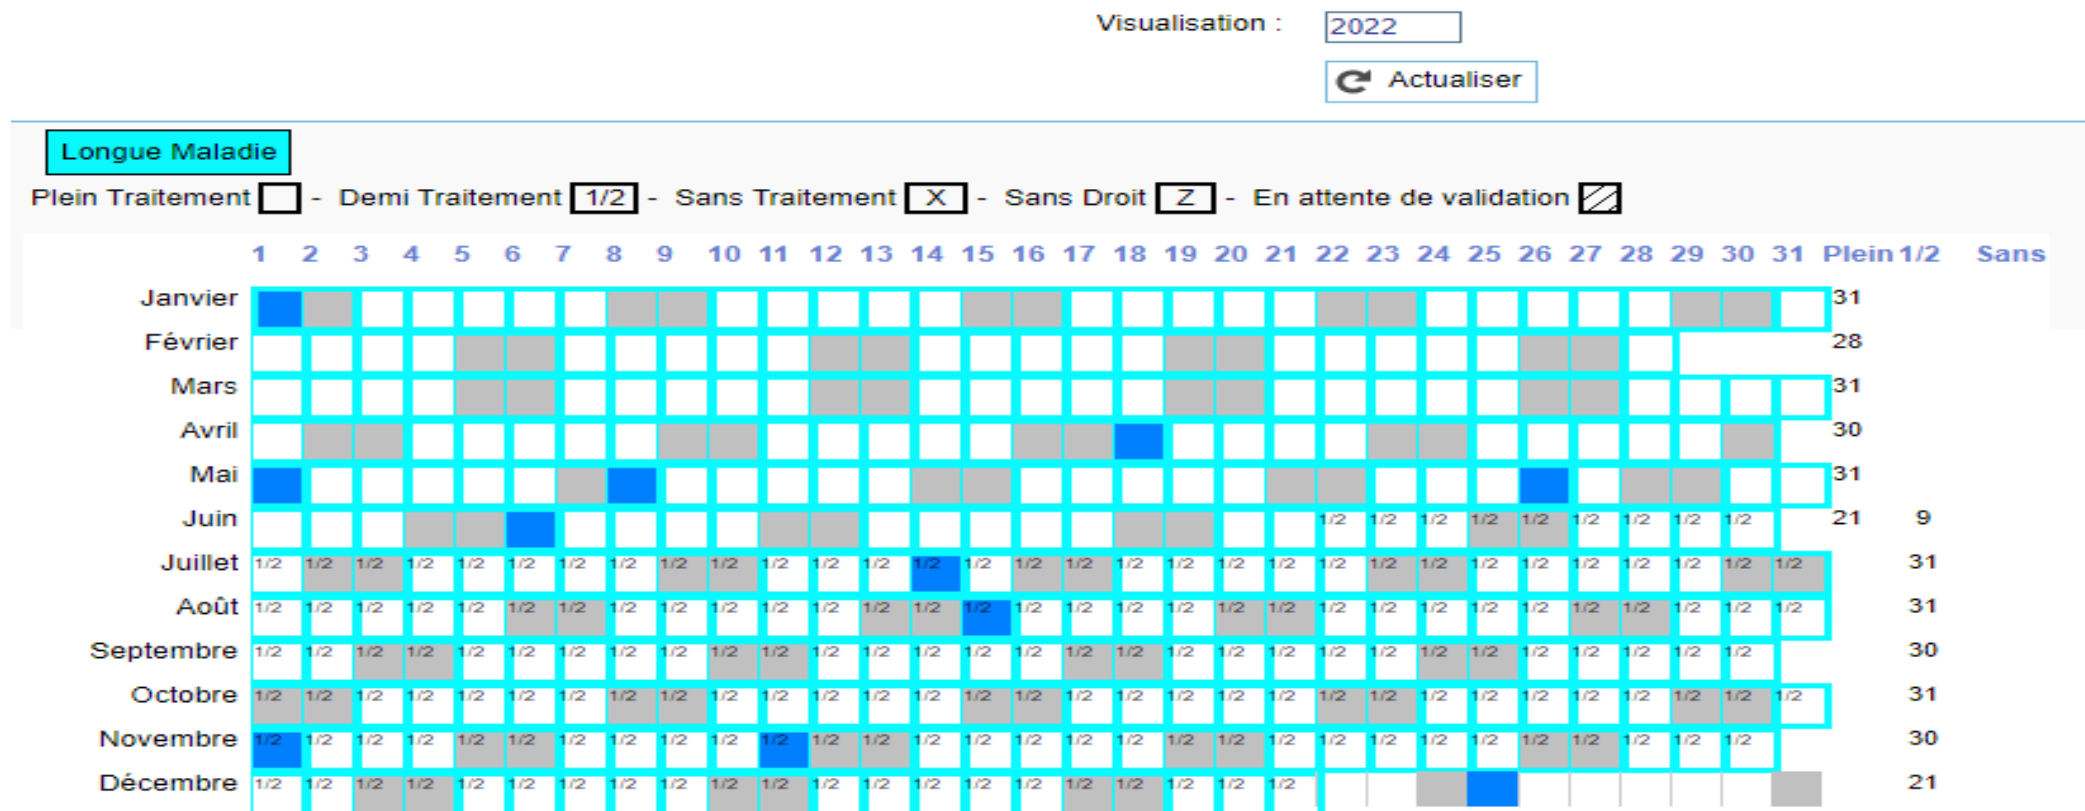 Visualisation : 2022
Actualiser
Longue Maladie
Plein Traitement - Demi Traitement 1/2 - Sans Traitement X - Sans Droit Z - En attente de validation
1 2 3 4 5 6 7 8 9 10 11 12 13 14 15 16 17 18 19 20 21 22 23 24 25 26 27 28 29 30 31 Plein 1/2 Sans
Janvier 31
Février 28
Mars 31
Avril 30
Mai 31
Juin 1/2 1/2 1/2 1/2 1/2 1/2 1/2 1/2 1/2 21 9
Juillet 1/2 1/2 1/2 1/2 1/2 1/2 1/2 1/2 1/2 1/2 1/2 1/2 1/2 1/2 1/2 1/2 1/2 1/2 1/2 1/2 1/2 1/2 1/2 1/2 1/2 1/2 1/2 1/2 1/2 1/2 1/2 31
Août 1/2 1/2 1/2 1/2 1/2 1/2 1/2 1/2 1/2 1/2 1/2 1/2 1/2 1/2 1/2 1/2 1/2 1/2 1/2 1/2 1/2 1/2 1/2 1/2 1/2 1/2 1/2 1/2 1/2 1/2 1/2 31
Septembre 1/2 1/2 1/2 1/2 1/2 1/2 1/2 1/2 1/2 1/2 1/2 1/2 1/2 1/2 1/2 1/2 1/2 1/2 1/2 1/2 1/2 1/2 1/2 1/2 1/2 1/2 1/2 1/2 1/2 1/2 30
Octobre 1/2 1/2 1/2 1/2 1/2 1/2 1/2 1/2 1/2 1/2 1/2 1/2 1/2 1/2 1/2 1/2 1/2 1/2 1/2 1/2 1/2 1/2 1/2 1/2 1/2 1/2 1/2 1/2 1/2 1/2 1/2 31
Novembre 1/2 1/2 1/2 1/2 1/2 1/2 1/2 1/2 1/2 1/2 1/2 1/2 1/2 1/2 1/2 1/2 1/2 1/2 1/2 1/2 1/2 1/2 1/2 1/2 1/2 1/2 1/2 1/2 1/2 1/2 30
Décembre 1/2 1/2 1/2 1/2 1/2 1/2 1/2 1/2 1/2 1/2 1/2 1/2 1/2 1/2 1/2 1/2 1/2 1/2 1/2 1/2 1/2 21